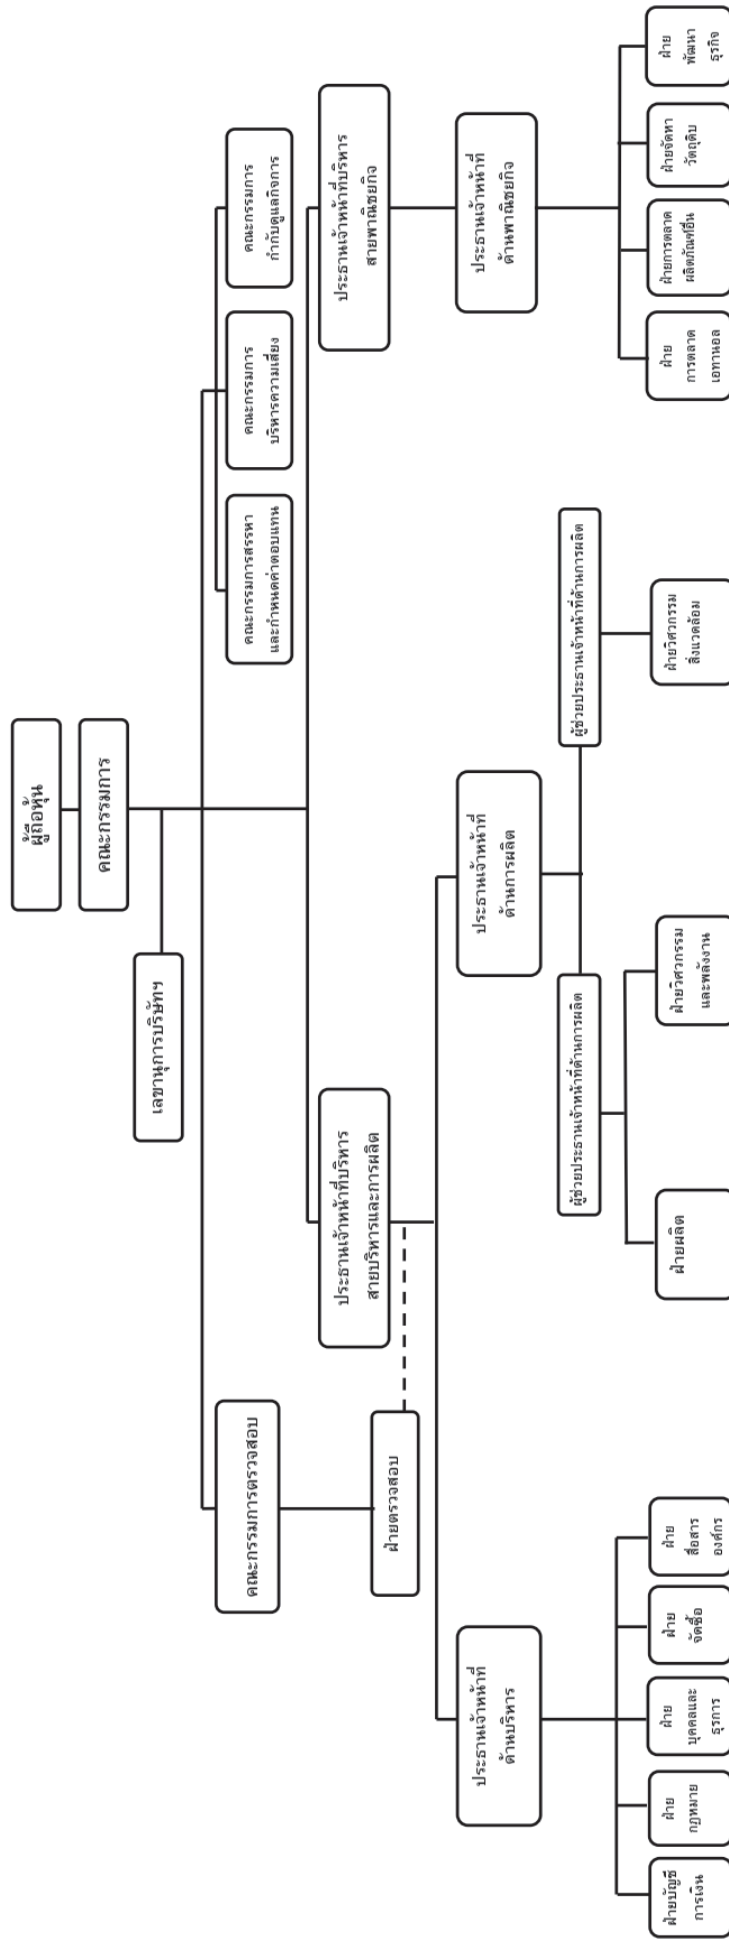 ผู้ถือหุ้น
คณะกรรมการ
เลขานุการบริษัทฯ
คณะกรรมการตรวจสอบ
คณะกรรมการสรรหา
และกำหนดค่าตอบแทน
คณะกรรมการ
บริหารความเสี่ยง
คณะกรรมการ
กำกับดูแลกิจการ
ประธานเจ้าหน้าที่บริหาร
สายบริหารและการผลิต
ประธานเจ้าหน้าที่บริหาร
สายพาณิชยกิจ
ฝ่ายตรวจสอบ
ประธานเจ้าหน้าที่
ด้านบริหาร
ประธานเจ้าหน้าที่
ด้านการผลิต
ประธานเจ้าหน้าที่
ด้านพาณิชยกิจ
ผู้ช่วยประธานเจ้าหน้าที่ด้านการผลิต
ผู้ช่วยประธานเจ้าหน้าที่ด้านการผลิต
ฝ่ายบัญชี
การเงิน
ฝ่าย
กฎหมาย
ฝ่าย
บุคคลและ
ธุรการ
ฝ่าย
จัดซื้อ
ฝ่าย
สื่อสาร
องค์กร
ฝ่ายผลิต
ฝ่ายวิศวกรรม
และพลังงาน
ฝ่ายวิศวกรรม
สิ่งแวดล้อม
ฝ่าย
การตลาด
เอทานอล
ฝ่ายการตลาด
ผลิตภัณฑ์อื่น
ฝ่ายจัดหา
วัตถุดิบ
ฝ่าย
พัฒนา
ธุรกิจ